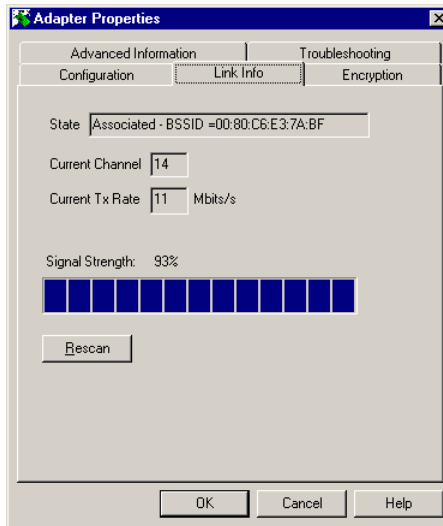 Adapter Properties
Advanced Information Troubleshooting
Configuration Link Info Encryption
State Associated - BSSID =00:80:C6:E3:7A:BF
Current Channel 14
Current Tx Rate 11 Mbits/s
Signal Strength: 93%
Rescan
OK Cancel Help